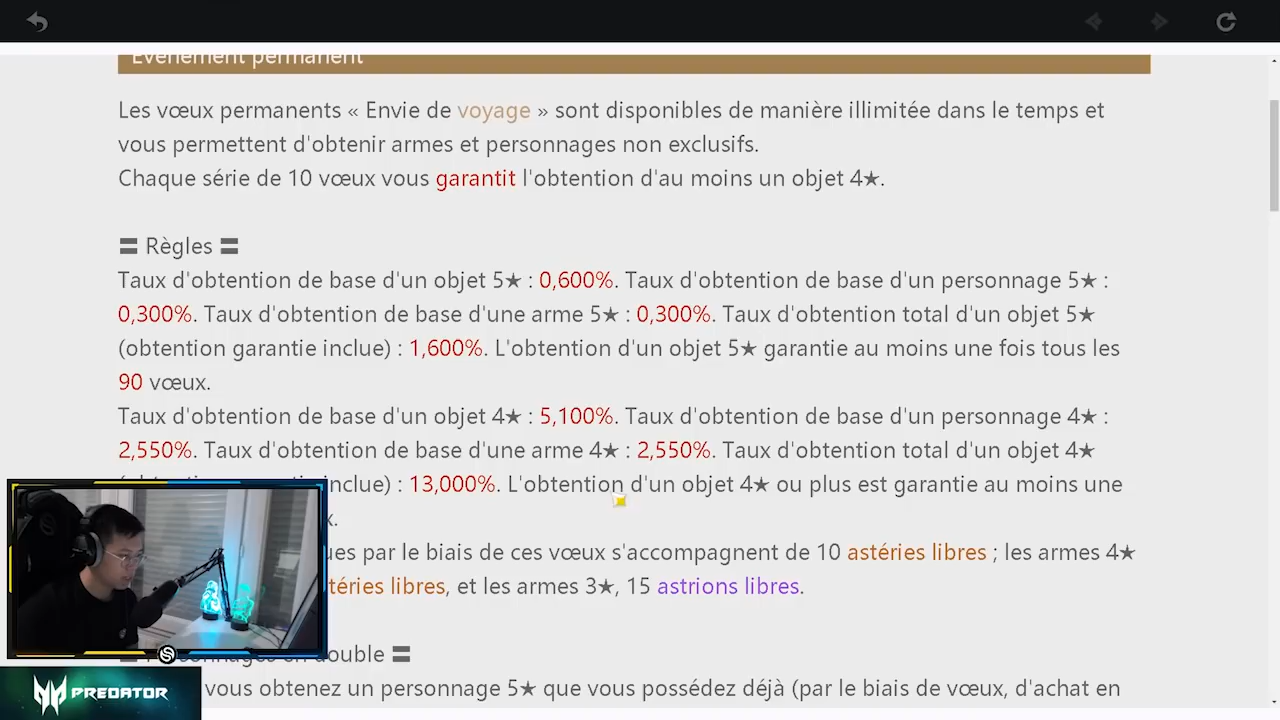 Événement permanent
Les vœux permanents « Envie de voyage » sont disponibles de manière illimitée dans le temps et
vous permettent d'obtenir armes et personnages non exclusifs.
Chaque série de 10 vœux vous garantit l'obtention d'au moins un objet 4★.
〓 Règles 〓
Taux d'obtention de base d'un objet 5★ : 0,600%. Taux d'obtention de base d'un personnage 5★ :
0,300%. Taux d'obtention de base d'une arme 5★ : 0,300%. Taux d'obtention total d'un objet 5★
(obtention garantie inclue) : 1,600%. L'obtention d'un objet 5★ garantie au moins une fois tous les
90 vœux.
Taux d'obtention de base d'un objet 4★ : 5,100%. Taux d'obtention de base d'un personnage 4★ :
2,550%. Taux d'obtention de base d'une arme 4★ : 2,550%. Taux d'obtention total d'un objet 4★
inclue) : 13,000%. L'obtention d'un objet 4★ ou plus est garantie au moins une
par le biais de ces vœux s'accompagnent de 10 astéries libres ; les armes 4★
libres, et les armes 3★, 15 astrions libres.
en double 〓
vous obtenez un personnage 5★ que vous possédez déjà (par le biais de vœux, d'achat en
PREDATOR